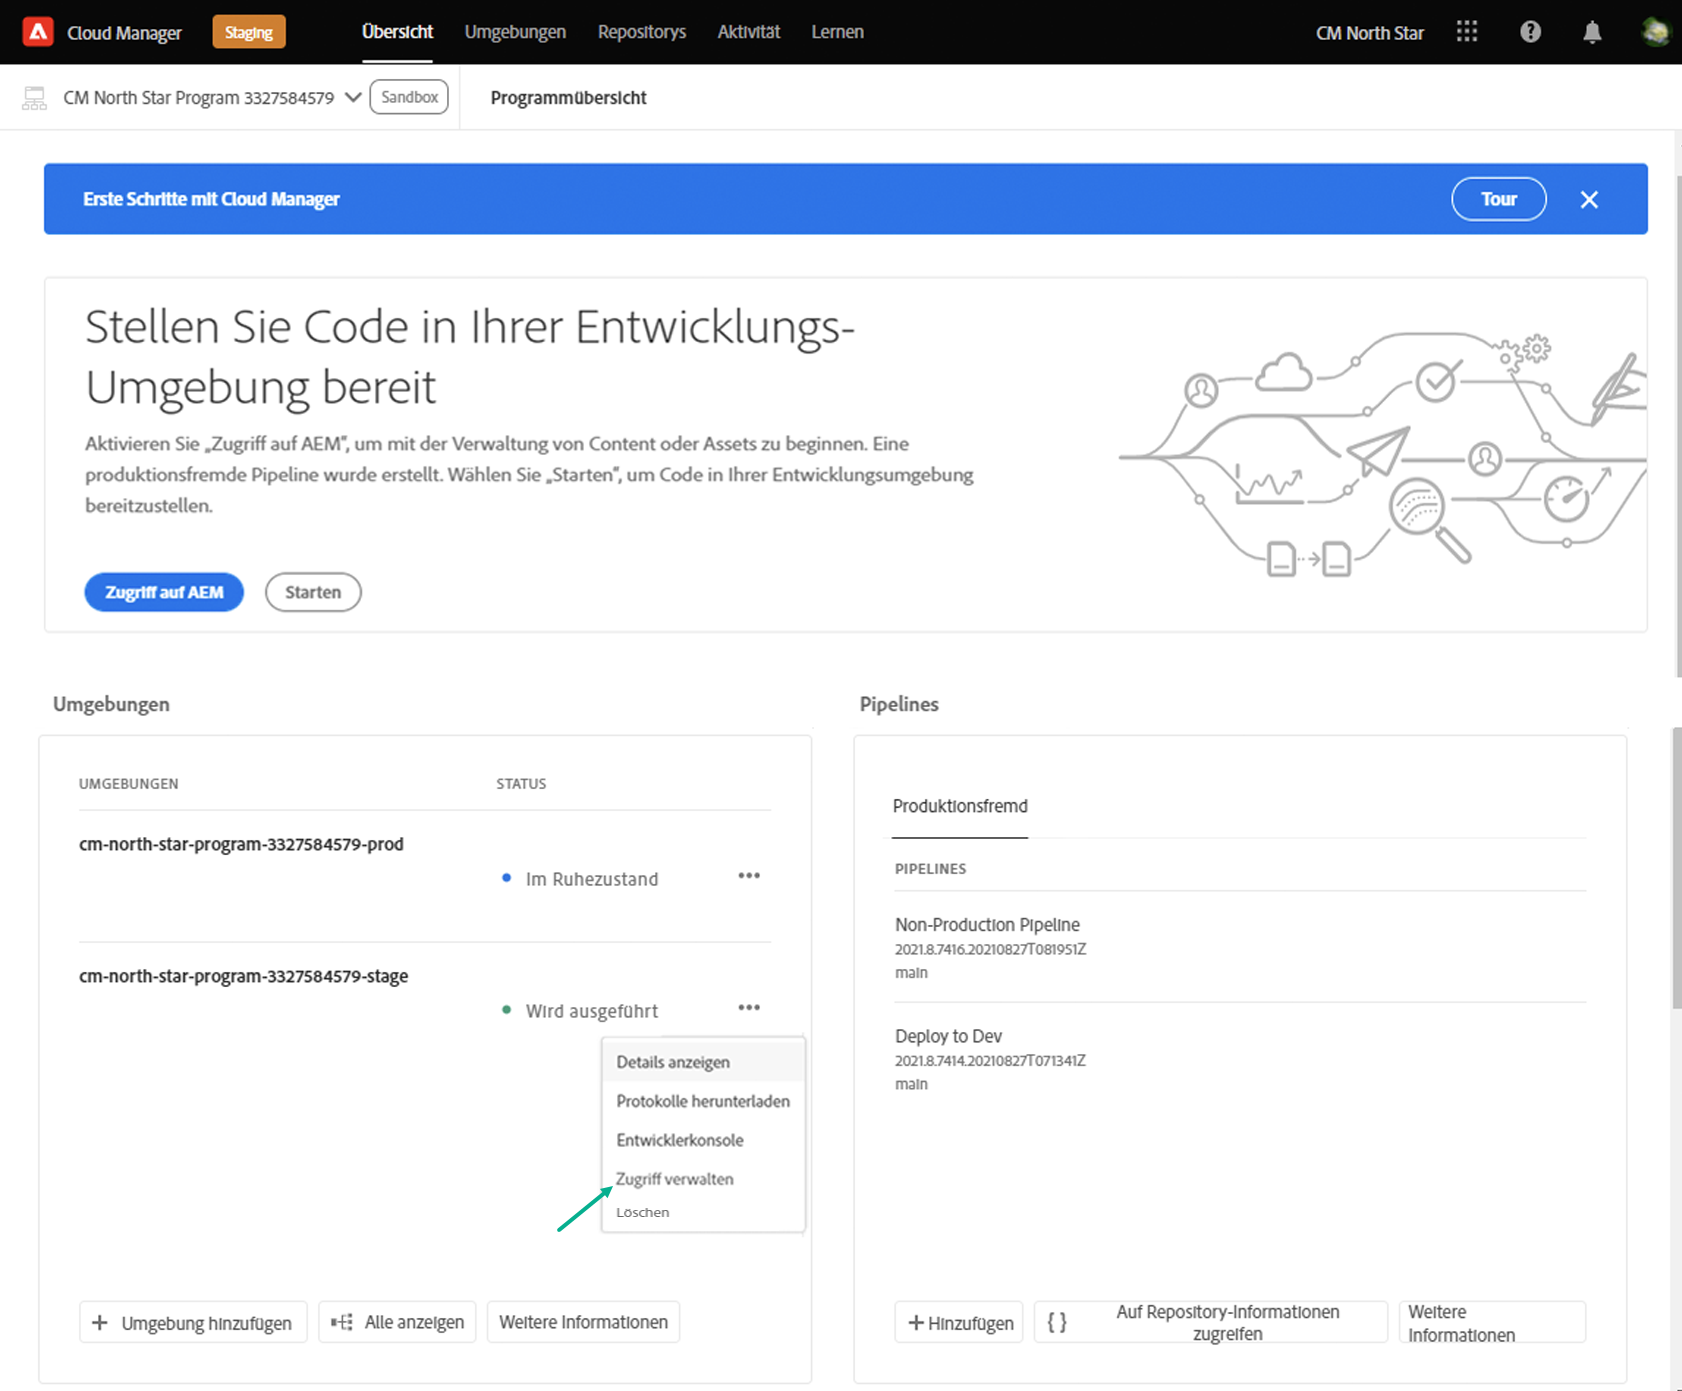 Cloud Manager Staging Übersicht Umgebungen Repositorys Aktivität Lernen CM North Star
CM North Star Program 3327584579 Sandbox Programmübersicht
Erste Schritte mit Cloud Manager Tour
Stellen Sie Code in Ihrer Entwicklungs-
Umgebung bereit
Aktivieren Sie „Zugriff auf AEM“, um mit der Verwaltung von Content oder Assets zu beginnen. Eine
produktionsfremde Pipeline wurde erstellt. Wählen Sie „Starten“, um Code in Ihrer Entwicklungsumgebung
bereitzustellen.
Zugriff auf AEM Starten
Umgebungen
UMGEBUNGEN STATUS
cm-north-star-program-3327584579-prod
Im Ruhezustand
cm-north-star-program-3327584579-stage
Wird ausgeführt
Details anzeigen
Protokolle herunterladen
Entwicklerkonsole
Zugriff verwalten
Löschen
+ Umgebung hinzufügen Alle anzeigen Weitere Informationen
Pipelines
Produktionsfremd
PIPELINES
Non-Production Pipeline
2021.8.7416.20210827T081951Z
main
Deploy to Dev
2021.8.7414.20210827T071341Z
main
+ Hinzufügen
{ } Auf Repository-Informationen
zugreifen
Weitere
Informationen